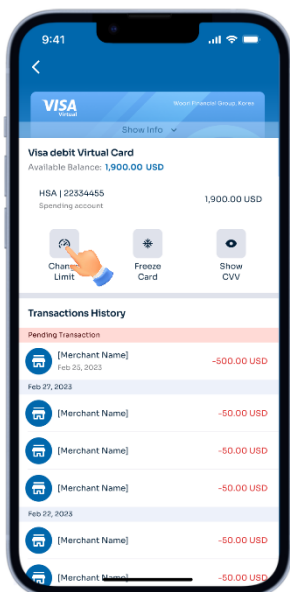 9:41
VISA
Virtual
Woori Financial Group, Korea
Show Info
Visa debit Virtual Card
Available Balance: 1,900.00 USD
HSA | 22334455
Spending account
1,900.00 USD
Change Limit
Freeze Card
Show CVV
Transactions History
Pending Transaction
[Merchant Name]
-500.00 USD
Feb 25, 2023
Feb 27, 2023
[Merchant Name]
-50.00 USD
[Merchant Name]
-50.00 USD
[Merchant Name]
-50.00 USD
Feb 22, 2023
[Merchant Name]
-50.00 USD
[Merchant Name]
-50.00 USD